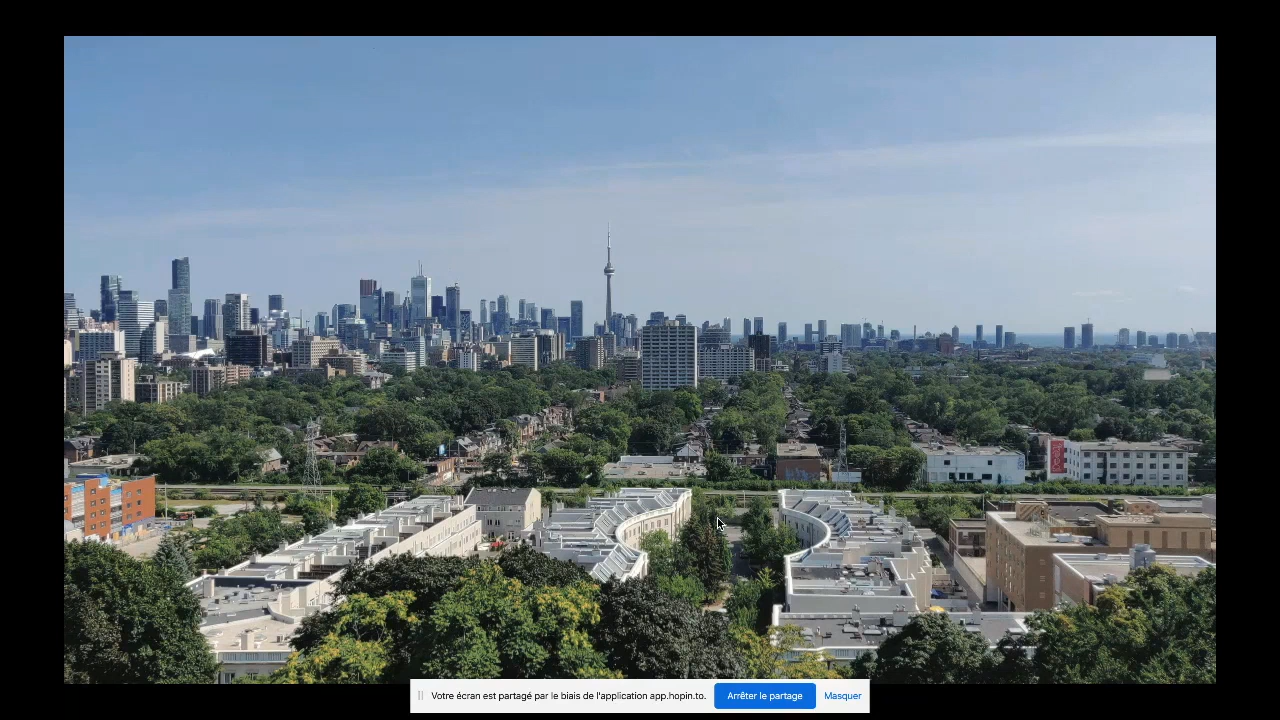 Votre écran est partagé par le biais de l'application app.hopin.to.
Arrêter le partage
Masquer